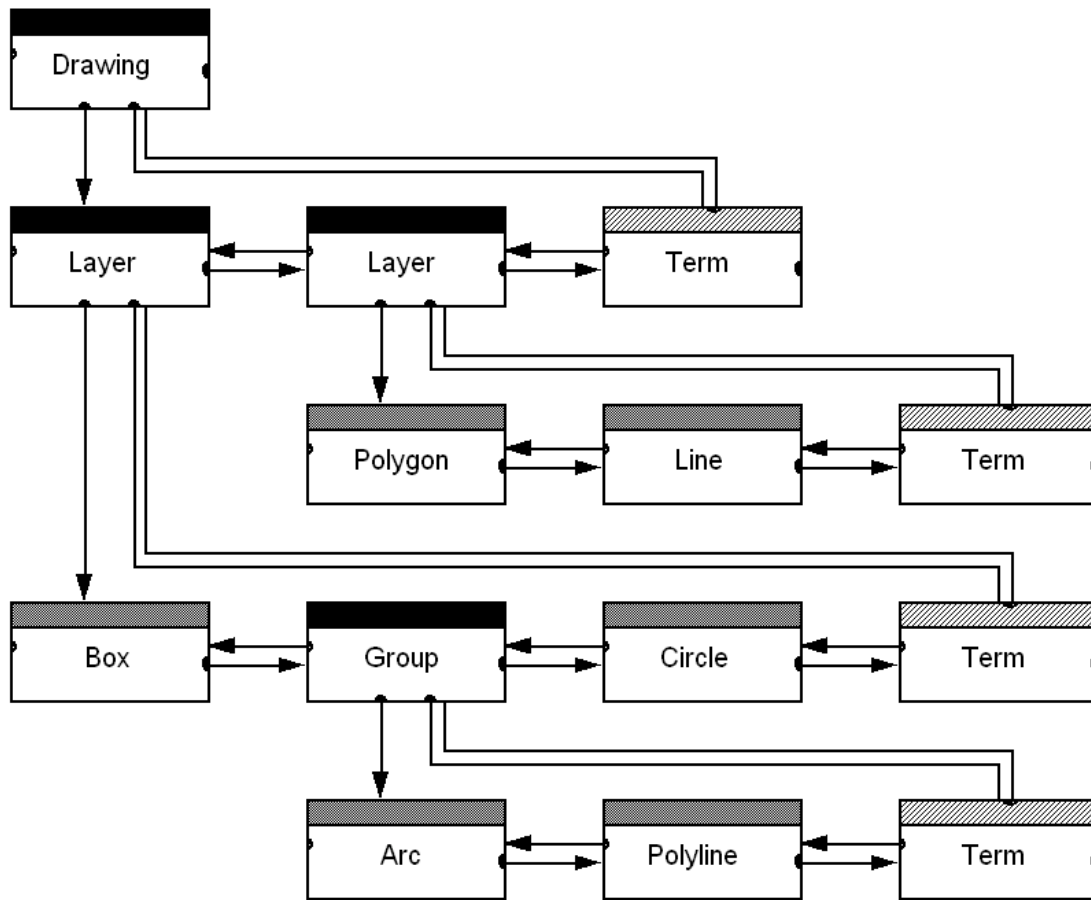 Drawing
Layer
Layer
Term
Polygon
Line
Term
Box
Group
Circle
Term
Arc
Polyline
Term